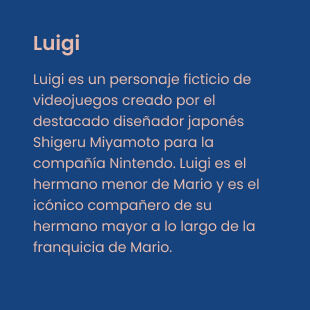 Luigi
Luigi es un personaje ficticio de
videojuegos creado por el
destacado diseñador japonés
Shigeru Miyamoto para la
compañía Nintendo. Luigi es el
hermano menor de Mario y es el
icónico compañero de su
hermano mayor a lo largo de la
franquicia de Mario.